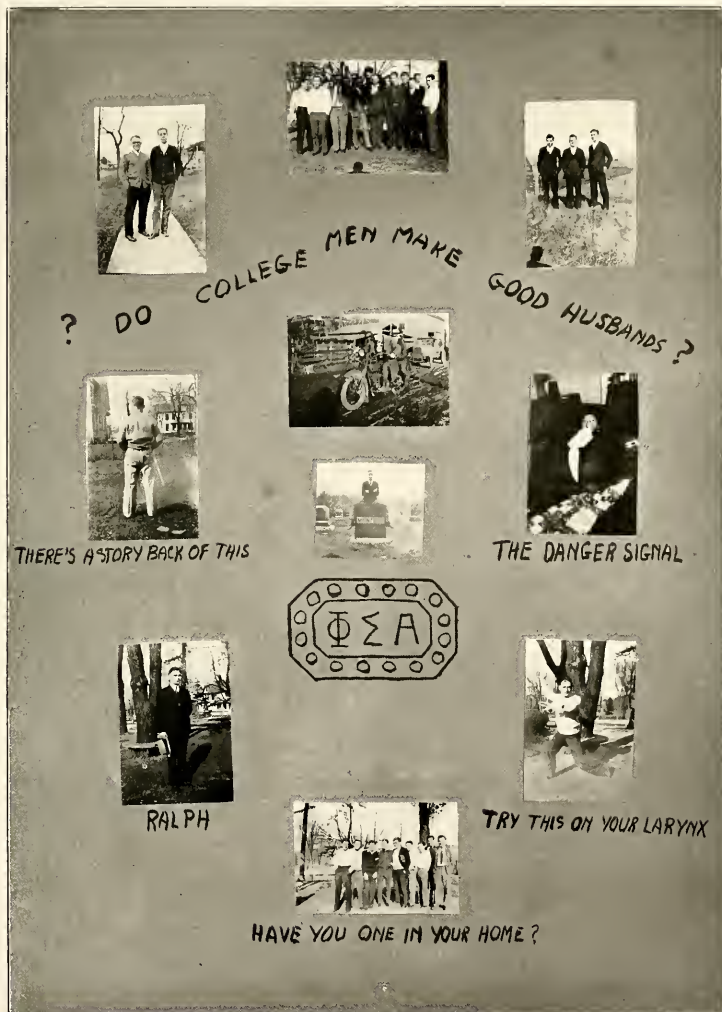 ? DO COLLEGE MEN MAKE GOOD HUSBANDS ?
THERE'S A STORY BACK OF THIS
THE DANGER SIGNAL
ΦΣΑ
RALPH
TRY THIS ON YOUR LARYNX
HAVE YOU ONE IN YOUR HOME?